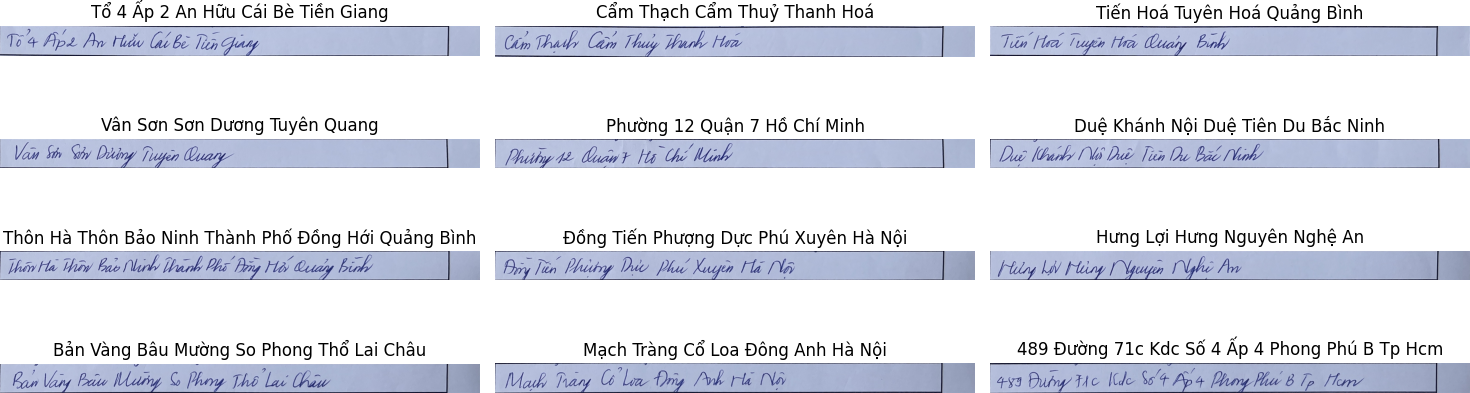 Tổ 4 Ấp 2 An Hữu Cái Bè Tiền Giang
Tổ 4 Ấp 2 An Hữu Cái Bè Tiền Giang
Cẩm Thạch Cẩm Thuỷ Thanh Hoá
Cẩm Thạch Cẩm Thủy Thanh Hoá
Tiến Hoá Tuyên Hoá Quảng Bình
Tiến Hoá Tuyên Hoá Quảng Bình
Vân Sơn Sơn Dương Tuyên Quang
Vân Sơn Sơn Dương Tuyên Quang
Phường 12 Quận 7 Hồ Chí Minh
Phường 12 Quận 7 Hồ Chí Minh
Duệ Khánh Nội Duệ Tiên Du Bắc Ninh
Duệ Khánh Nội Duệ Tiên Du Bắc Ninh
Thôn Hà Thôn Bảo Ninh Thành Phố Đồng Hới Quảng Bình
Thôn Hà Thôn Bảo Ninh Thành Phố Đồng Hới Quảng Bình
Đồng Tiến Phượng Dực Phú Xuyên Hà Nội
Đồng Tiến Phượng Dực Phú Xuyên Hà Nội
Hưng Lợi Hưng Nguyên Nghệ An
Hưng Lợi Hưng Nguyên Nghệ An
Bản Vàng Bâu Mường So Phong Thổ Lai Châu
Bản Vàng Bâu Mường So Phong Thổ Lai Châu
Mạch Tràng Cổ Loa Đông Anh Hà Nội
Mạch Tràng Cổ Loa Đông Anh Hà Nội
489 Đường 71c Kdc Số 4 Ấp 4 Phong Phú B Tp Hcm
489 Đường 71c Kdc Số 4 Ấp 4 Phong Phú B Tp Hcm